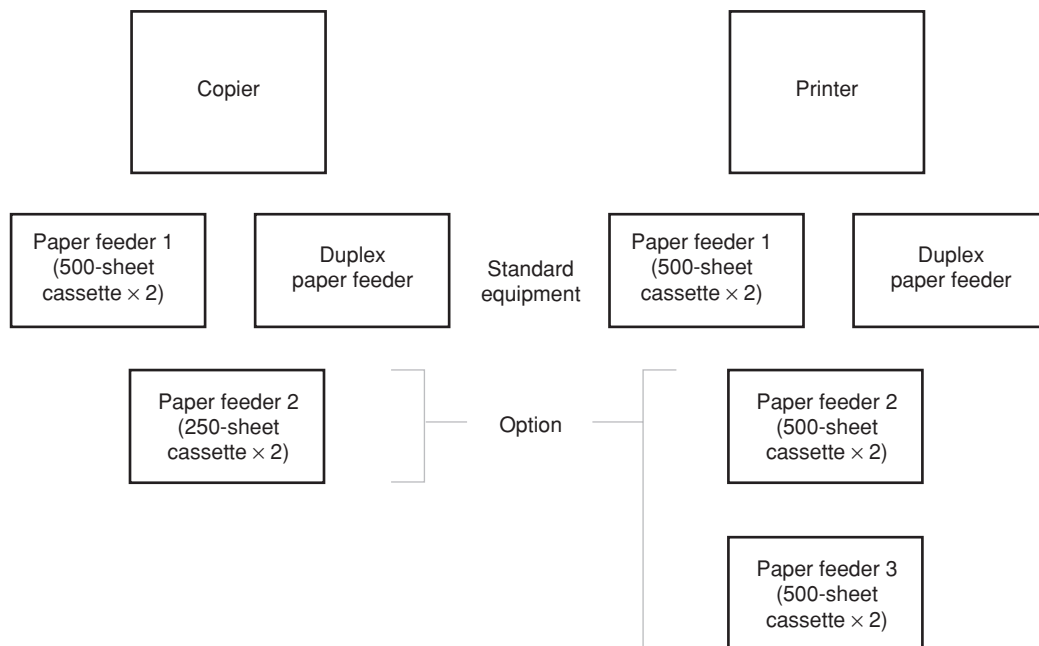 Copier
Printer
Paper feeder 1
(500-sheet
cassette × 2)
Duplex
paper feeder
Standard
equipment
Paper feeder 1
(500-sheet
cassette × 2)
Duplex
paper feeder
Paper feeder 2
(250-sheet
cassette × 2)
Option
Paper feeder 2
(500-sheet
cassette × 2)
Paper feeder 3
(500-sheet
cassette × 2)